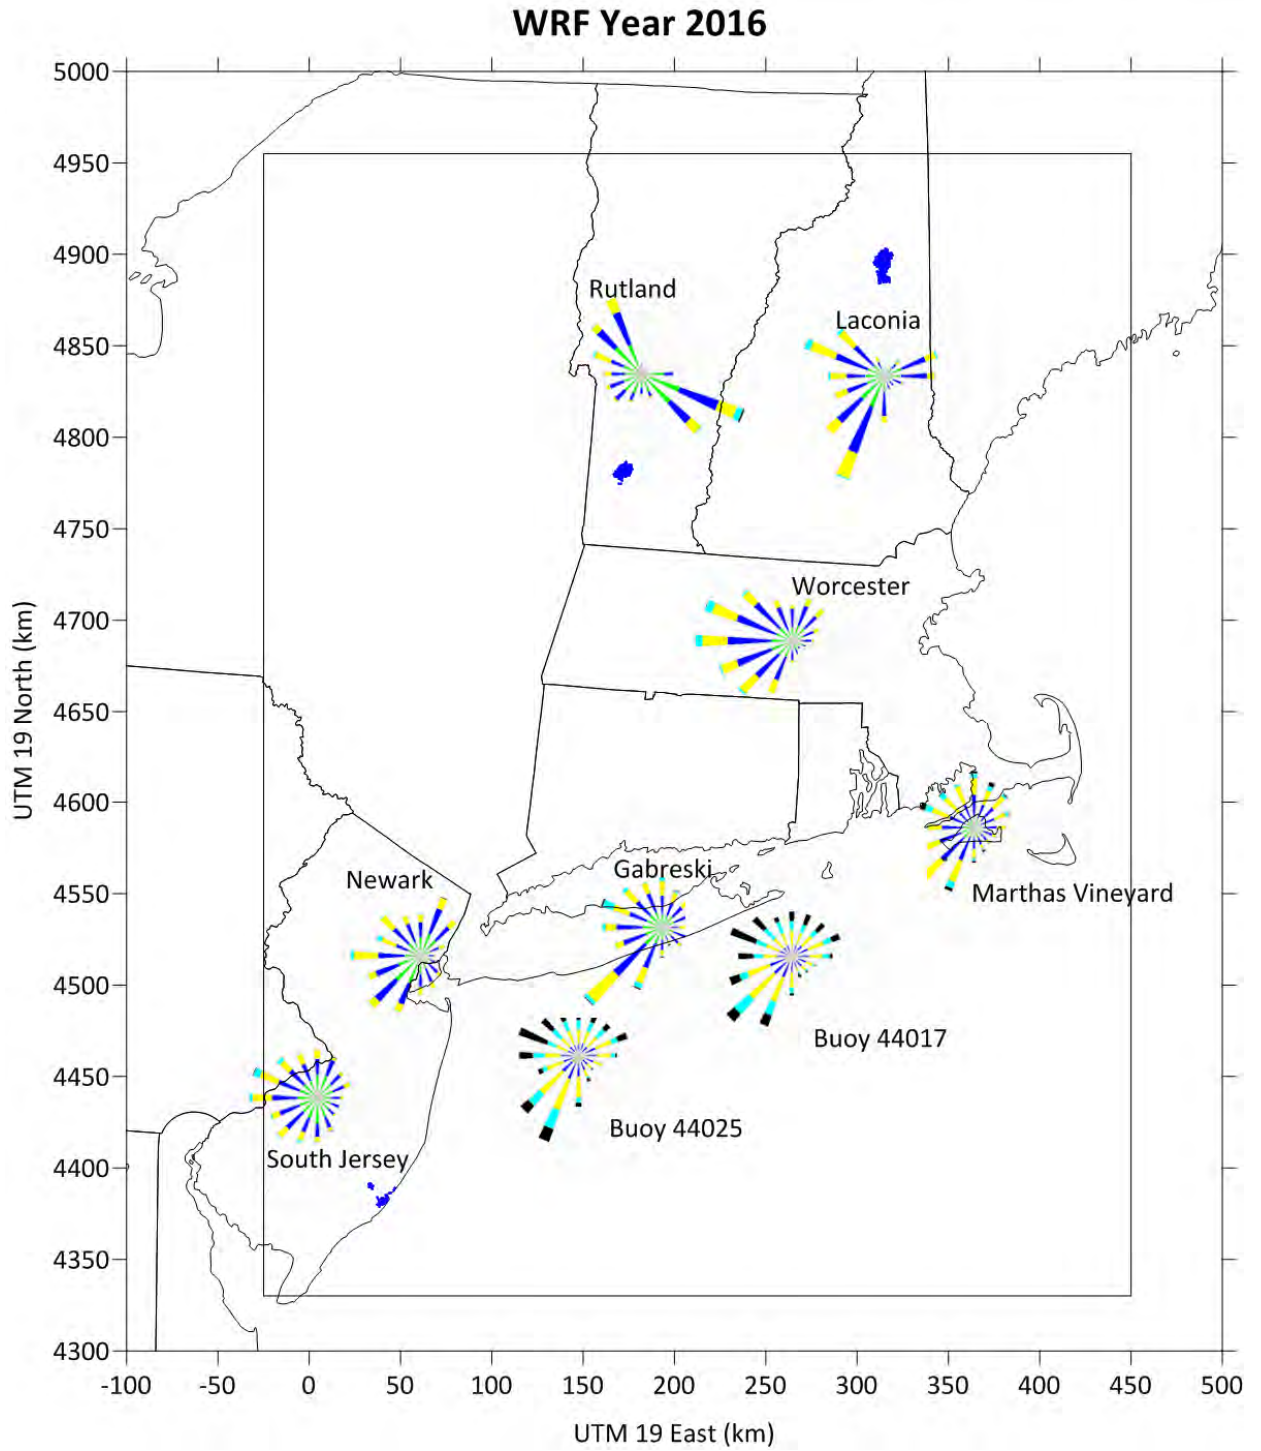 WRF Year 2016
5000
4950
4900
4850
4800
4750
4700
4650
4600
4550
4500
4450
4400
4350
4300
UTM 19 North (km)
Rutland
Laconia
Worcester
Marthas Vineyard
Gabreski
Newark
Buoy 44017
Buoy 44025
South Jersey
-100 -50 0 50 100 150 200 250 300 350 400 450 500
UTM 19 East (km)